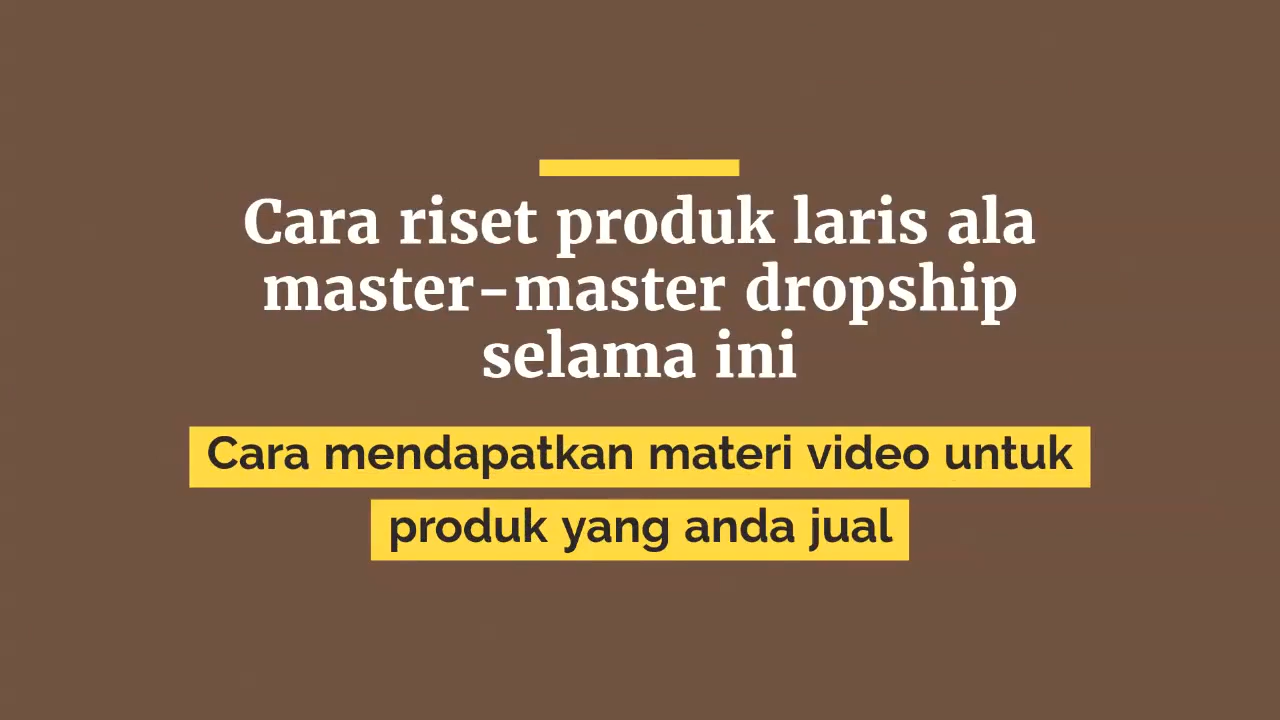 Cara riset produk laris ala
master-master dropship
selama ini
Cara mendapatkan materi video untuk
produk yang anda jual